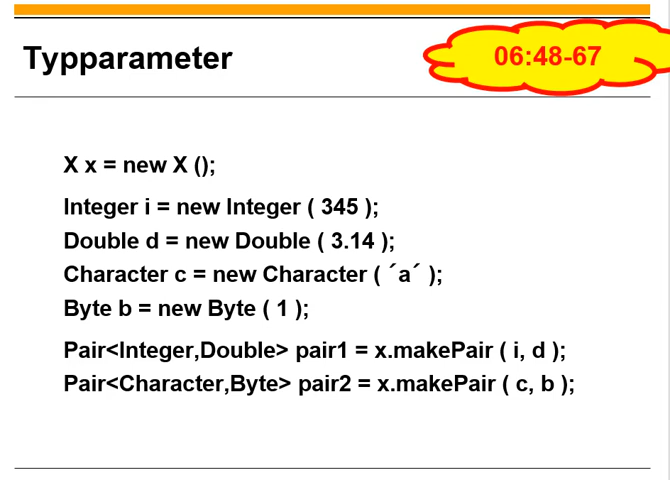 Typparameter
06:48-67
X x = new X ();
Integer i = new Integer ( 345 );
Double d = new Double ( 3.14 );
Character c = new Character ( ´a´ );
Byte b = new Byte ( 1 );
Pair<Integer,Double> pair1 = x.makePair ( i, d );
Pair<Character,Byte> pair2 = x.makePair ( c, b );